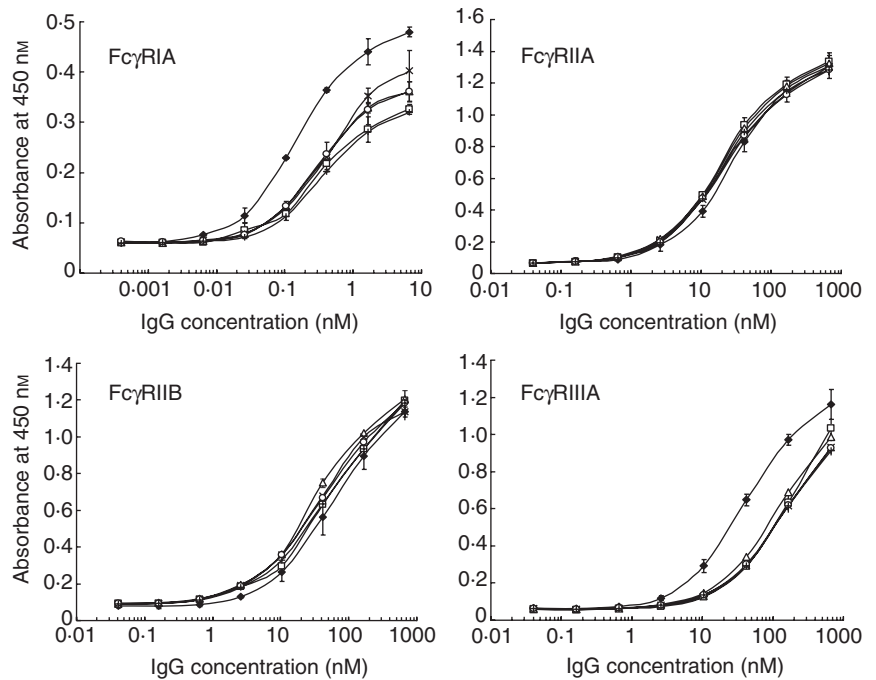 FcγRIA
Absorbance at 450 nM
0·5
0·4
0·3
0·2
0·1
0
0·001 0·01 0·1 1 10
IgG concentration (nM)
FcγRIIA
1·6
1·4
1·2
1·0
0·8
0·6
0·4
0·2
0
0·01 0·1 1 10 100 1000
IgG concentration (nM)
FcγRIIB
Absorbance at 450 nM
1·4
1·2
1·0
0·8
0·6
0·4
0·2
0
0·01 0·1 1 10 100 1000
IgG concentration (nM)
FcγRIIIA
1·4
1·2
1·0
0·8
0·6
0·4
0·2
0
0·01 0·1 1 10 100 1000
IgG concentration (nM)